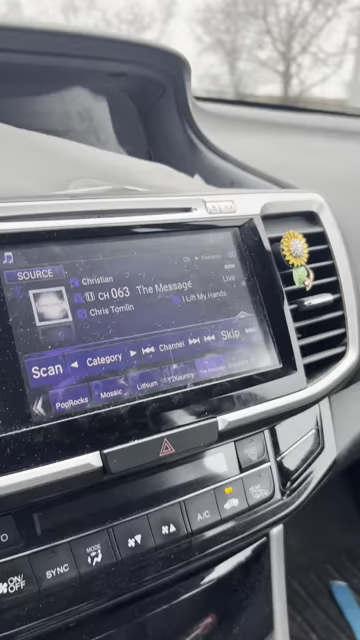 SOURCE
Christian
CH 063 The Message
Live
Chris Tomlin
I Lift My Hands
Scan
Category
Channel
Skip
PopRocks
Mosaic
Lithium
A/C
ON/
OFF
SYNC
MODE